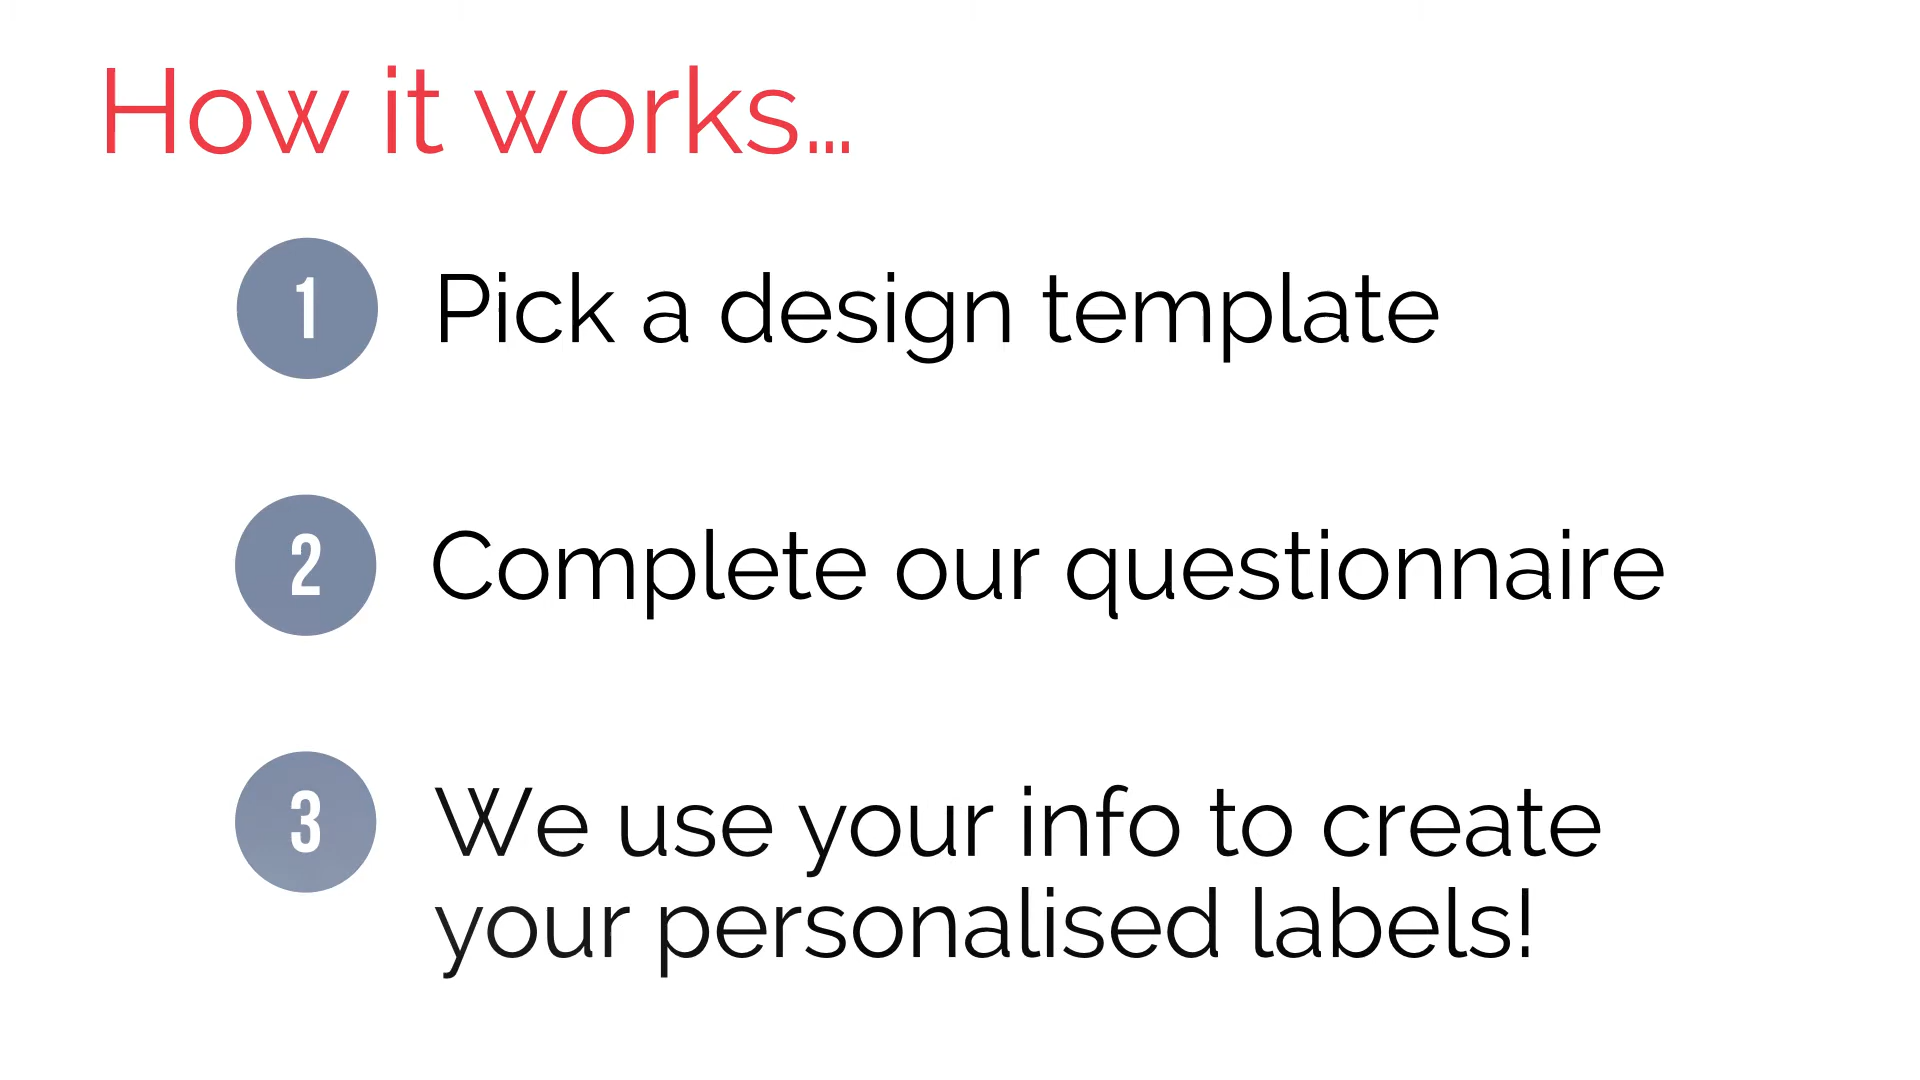 How it works...
1 Pick a design template
2 Complete our questionnaire
3 We use your info to create
your personalised labels!